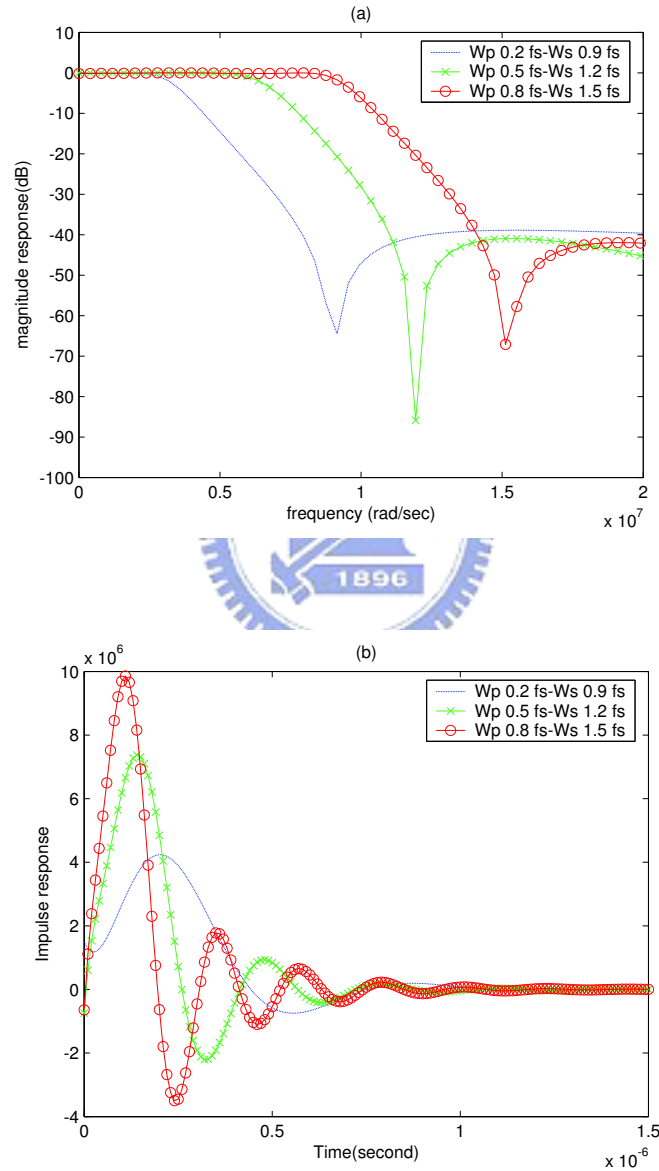 (a)
10
0
-10
-20
-30
-40
-50
-60
-70
-80
-90
-100
magnitude response(dB)
Wp 0.2 fs-Ws 0.9 fs
Wp 0.5 fs-Ws 1.2 fs
Wp 0.8 fs-Ws 1.5 fs
0 0.5 1 1.5 2
frequency (rad/sec)
x 10^7
1896
(b)
x 10^6
10
8
6
4
2
0
-2
-4
Impulse response
Wp 0.2 fs-Ws 0.9 fs
Wp 0.5 fs-Ws 1.2 fs
Wp 0.8 fs-Ws 1.5 fs
0 0.5 1 1.5
Time(second)
x 10^-6